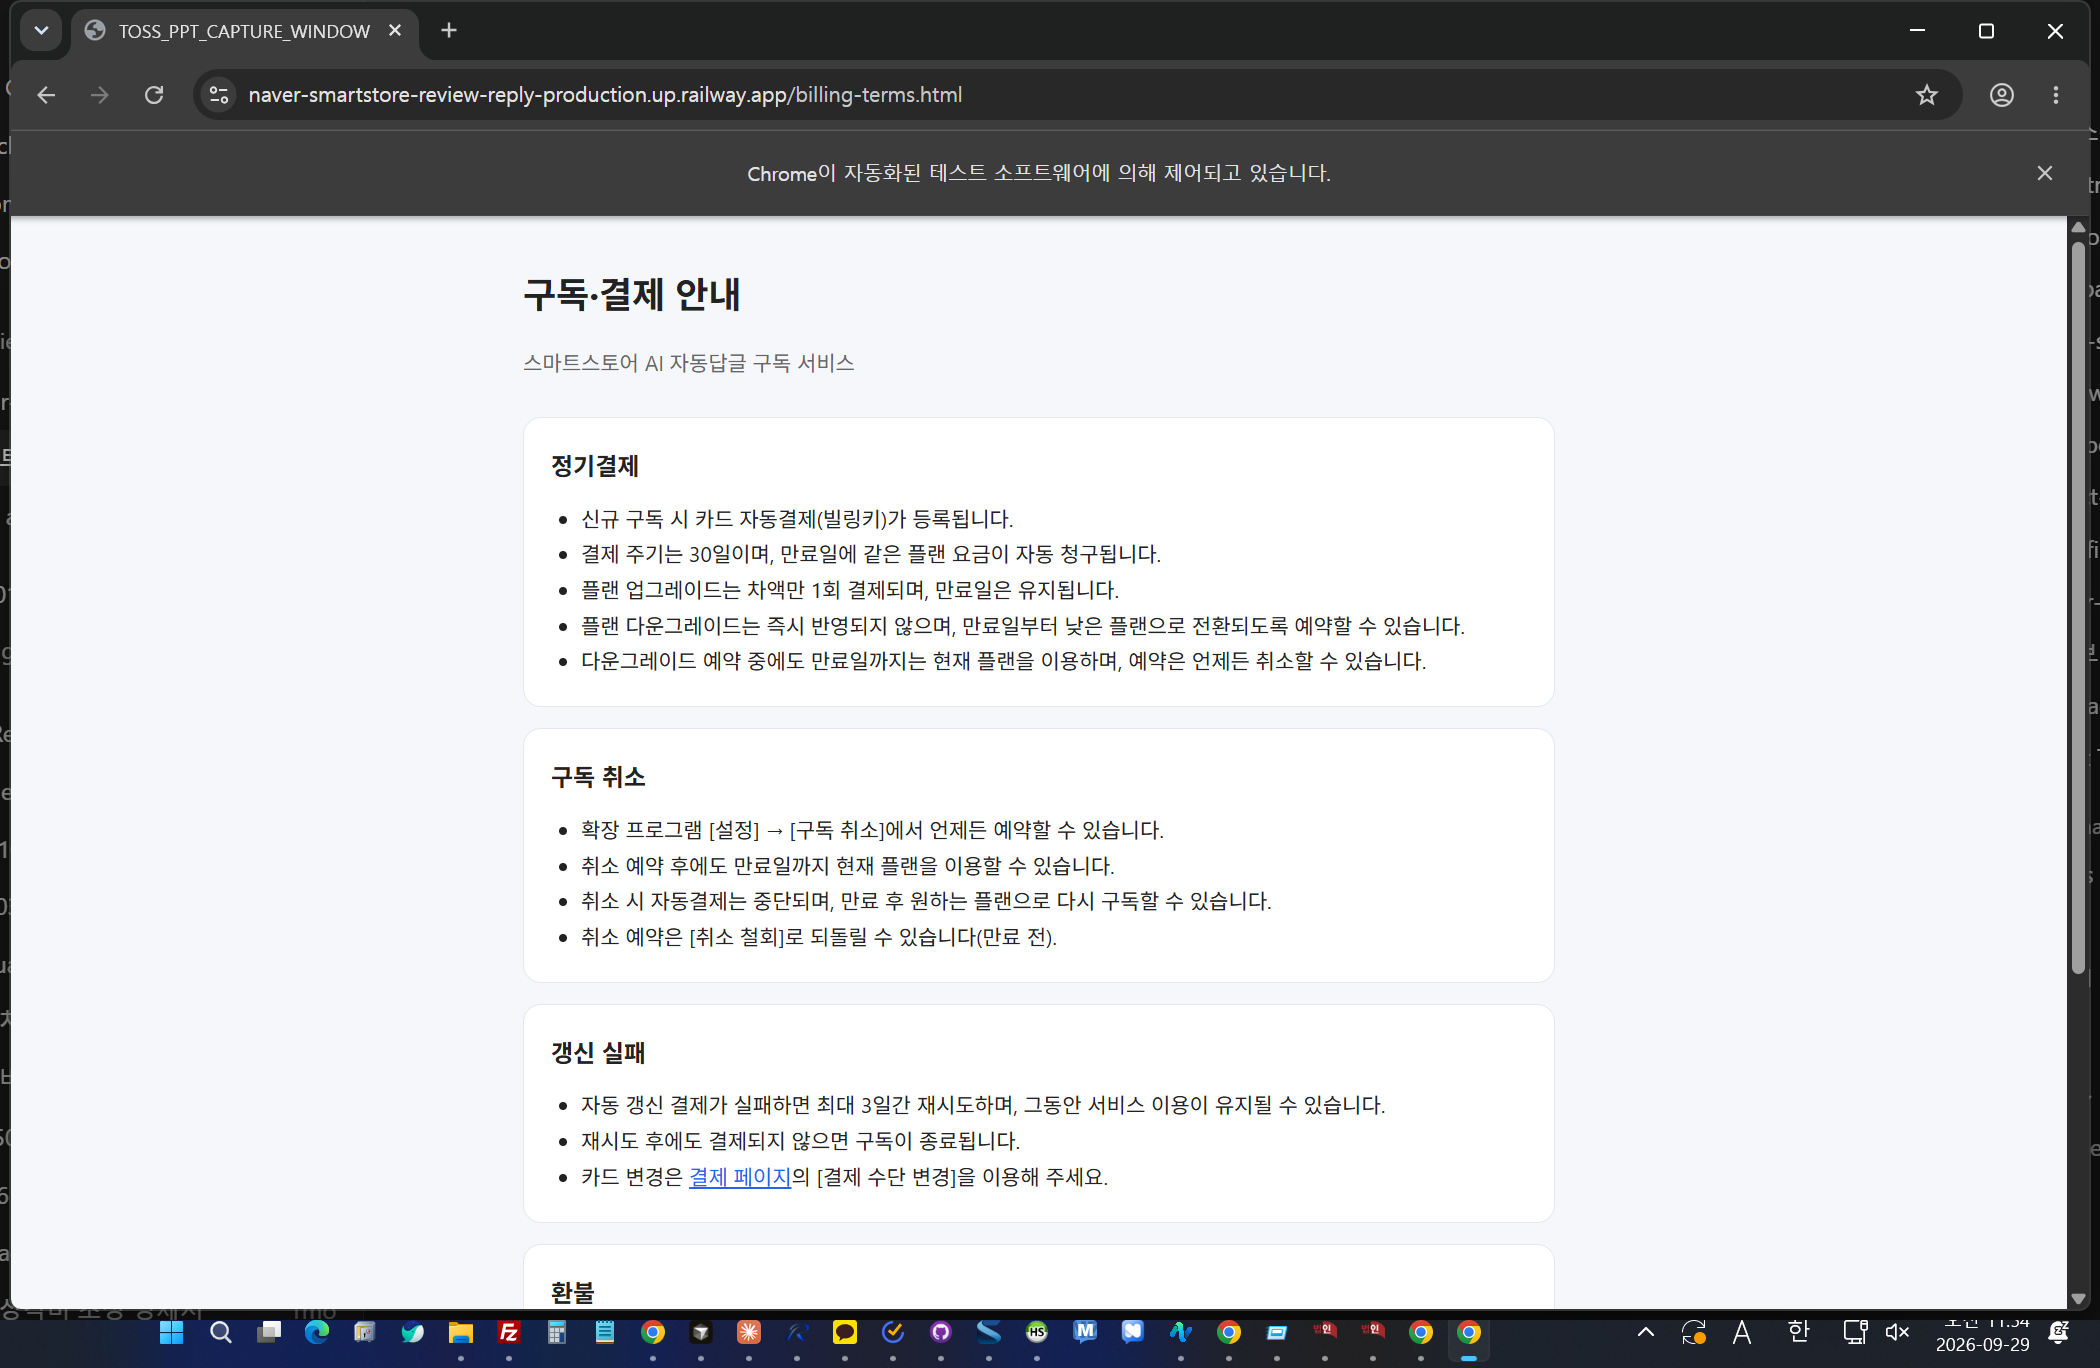 TOSS_PPT_CAPTURE_WINDOW
naver-smartstore-review-reply-production.up.railway.app/billing-terms.html
Chrome이 자동화된 테스트 소프트웨어에 의해 제어되고 있습니다.
구독·결제 안내
스마트스토어 AI 자동답글 구독 서비스
정기결제
• 신규 구독 시 카드 자동결제(빌링키)가 등록됩니다.
• 결제 주기는 30일이며, 만료일에 같은 플랜 요금이 자동 청구됩니다.
• 플랜 업그레이드는 차액만 1회 결제되며, 만료일은 유지됩니다.
• 플랜 다운그레이드는 즉시 반영되지 않으며, 만료일부터 낮은 플랜으로 전환되도록 예약할 수 있습니다.
• 다운그레이드 예약 중에도 만료일까지는 현재 플랜을 이용하며, 예약은 언제든 취소할 수 있습니다.
구독 취소
• 확장 프로그램 [설정] → [구독 취소]에서 언제든 예약할 수 있습니다.
• 취소 예약 후에도 만료일까지 현재 플랜을 이용할 수 있습니다.
• 취소 시 자동결제는 중단되며, 만료 후 원하는 플랜으로 다시 구독할 수 있습니다.
• 취소 예약은 [취소 철회]로 되돌릴 수 있습니다(만료 전).
갱신 실패
• 자동 갱신 결제가 실패하면 최대 3일간 재시도하며, 그동안 서비스 이용이 유지될 수 있습니다.
• 재시도 후에도 결제되지 않으면 구독이 종료됩니다.
• 카드 변경은 결제 페이지의 [결제 수단 변경]을 이용해 주세요.
환불
HS
A
한
2026-09-29